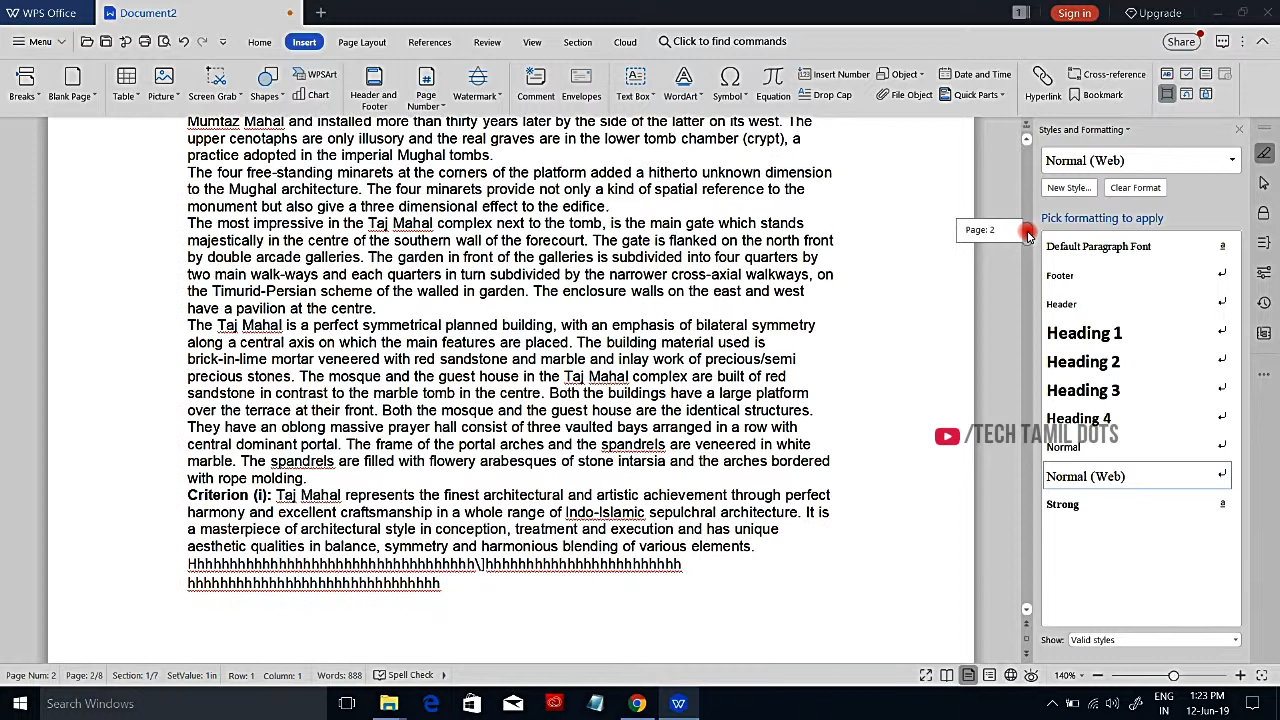 WPS Office
Document2
1
Sign in
Upgrade
Menu
Home
Insert
Page Layout
References
Review
View
Section
Cloud
Click to find commands
Share
Breaks
Blank Page
Table
Picture
Screen Grab
Shapes
WPSArt
Chart
Header and
Footer
Page
Number
Watermark
Comment
Envelopes
Text Box
WordArt
Symbol
Equation
Insert Number
Drop Cap
Object
File Object
Date and Time
Quick Parts
Hyperlink
Cross-reference
Bookmark
Mumtaz Mahal and installed more than thirty years later by the side of the latter on its west. The
upper cenotaphs are only illusory and the real graves are in the lower tomb chamber (crypt), a
practice adopted in the imperial Mughal tombs.
The four free-standing minarets at the corners of the platform added a hitherto unknown dimension
to the Mughal architecture. The four minarets provide not only a kind of spatial reference to the
monument but also give a three dimensional effect to the edifice.
The most impressive in the Taj Mahal complex next to the tomb, is the main gate which stands
majestically in the centre of the southern wall of the forecourt. The gate is flanked on the north front
by double arcade galleries. The garden in front of the galleries is subdivided into four quarters by
two main walk-ways and each quarters in turn subdivided by the narrower cross-axial walkways, on
the Timurid-Persian scheme of the walled in garden. The enclosure walls on the east and west
have a pavilion at the centre.
The Taj Mahal is a perfect symmetrical planned building, with an emphasis of bilateral symmetry
along a central axis on which the main features are placed. The building material used is
brick-in-lime mortar veneered with red sandstone and marble and inlay work of precious/semi
precious stones. The mosque and the guest house in the Taj Mahal complex are built of red
sandstone in contrast to the marble tomb in the centre. Both the buildings have a large platform
over the terrace at their front. Both the mosque and the guest house are the identical structures.
They have an oblong massive prayer hall consist of three vaulted bays arranged in a row with
central dominant portal. The frame of the portal arches and the spandrels are veneered in white
marble. The spandrels are filled with flowery arabesques of stone intarsia and the arches bordered
with rope molding.
Criterion (i): Taj Mahal represents the finest architectural and artistic achievement through perfect
harmony and excellent craftsmanship in a whole range of Indo-Islamic sepulchral architecture. It is
a masterpiece of architectural style in conception, treatment and execution and has unique
aesthetic qualities in balance, symmetry and harmonious blending of various elements.
Page: 2
Styles and Formatting
Normal (Web)
New Style...
Clear Format
Pick formatting to apply
Default Paragraph Font
Footer
Header
Heading 1
Heading 2
Heading 3
Heading 4
/TECH TAMIL DOTS
Normal
Normal (Web)
Strong
Show:
Valid styles
Page Num: 2
Page: 2/8
Section: 1/7
SetValue: 1in
Row: 1
Column: 1
Words: 888
Spell Check
140%
Search Windows
ENG
IN
1:23 PM
12-Jun-19